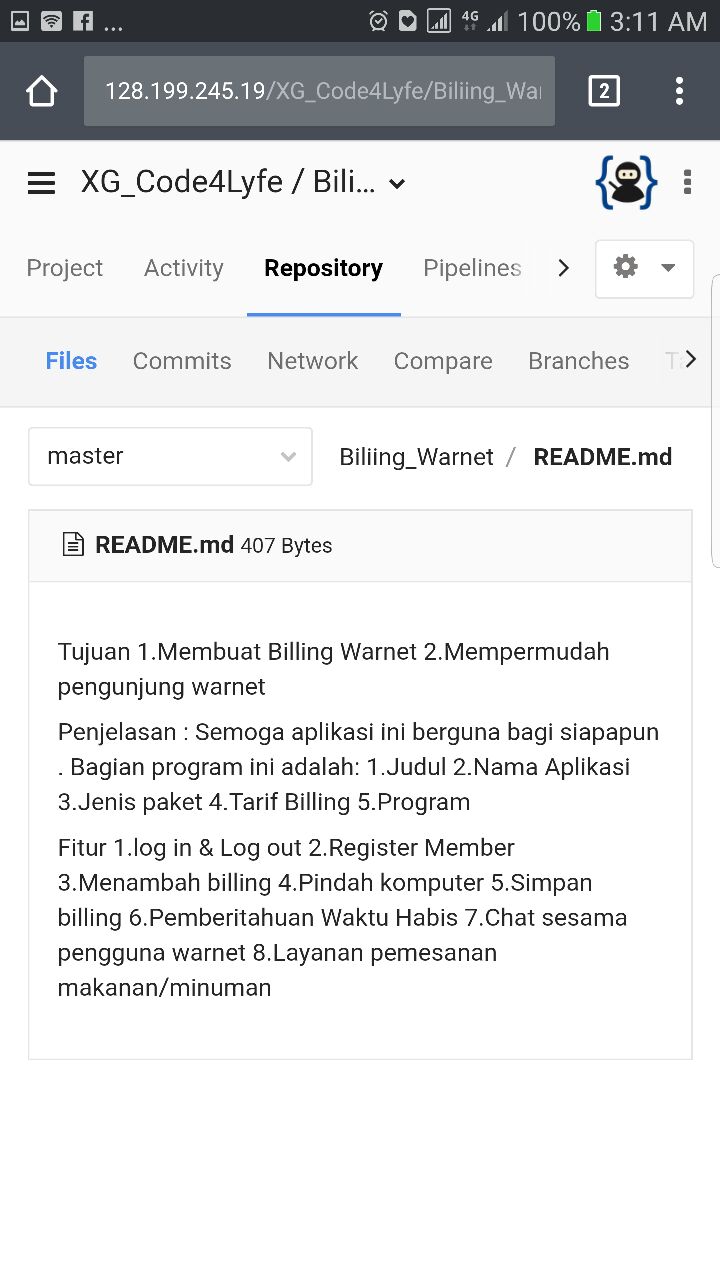 4G 100% 3:11 AM
128.199.245.19/XG_Code4Lyfe/Biliing_Wa
2
XG_Code4Lyfe / Bili...
Project Activity Repository Pipelines
Files Commits Network Compare Branches
master Biliing_Warnet / README.md
README.md 407 Bytes
Tujuan 1.Membuat Billing Warnet 2.Mempermudah
pengunjung warnet
Penjelasan : Semoga aplikasi ini berguna bagi siapapun
. Bagian program ini adalah: 1.Judul 2.Nama Aplikasi
3.Jenis paket 4.Tarif Billing 5.Program
Fitur 1.log in & Log out 2.Register Member
3.Menambah billing 4.Pindah komputer 5.Simpan
billing 6.Pemberitahuan Waktu Habis 7.Chat sesama
pengguna warnet 8.Layanan pemesanan
makanan/minuman